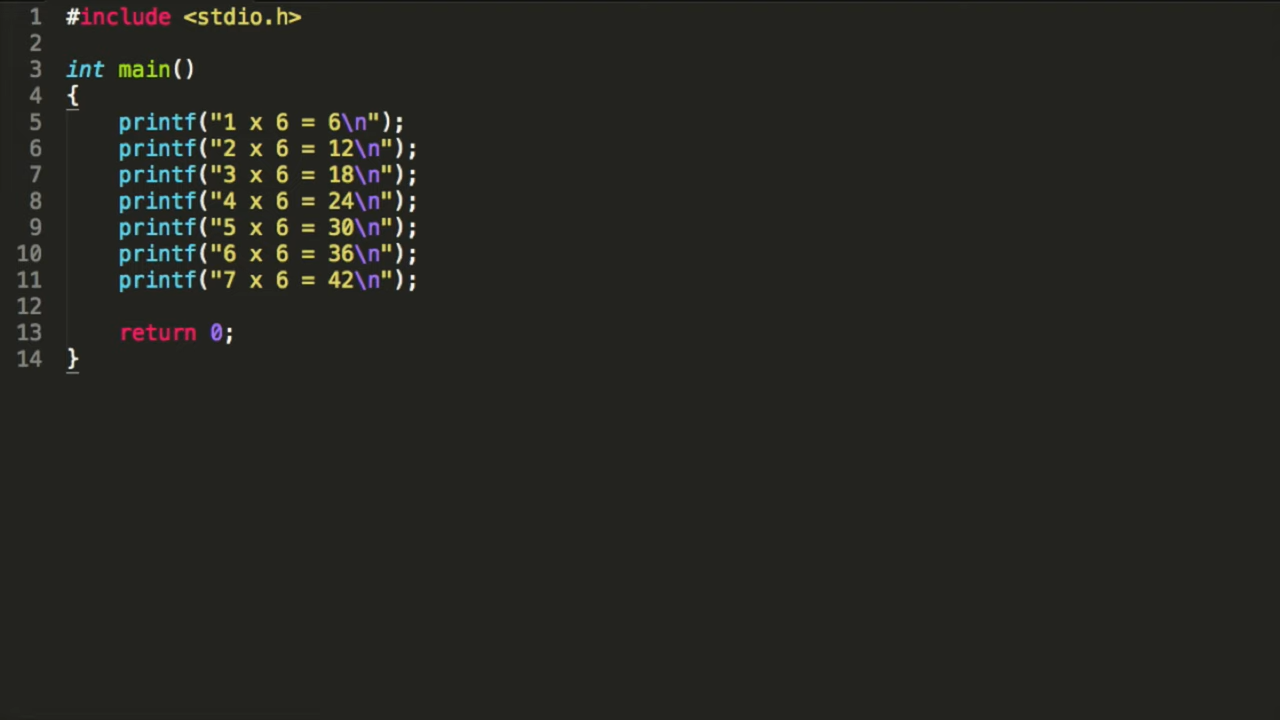 1 #include <stdio.h>
2
3 int main()
4 {
5 printf("1 x 6 = 6\n");
6 printf("2 x 6 = 12\n");
7 printf("3 x 6 = 18\n");
8 printf("4 x 6 = 24\n");
9 printf("5 x 6 = 30\n");
10 printf("6 x 6 = 36\n");
11 printf("7 x 6 = 42\n");
12
13 return 0;
14 }